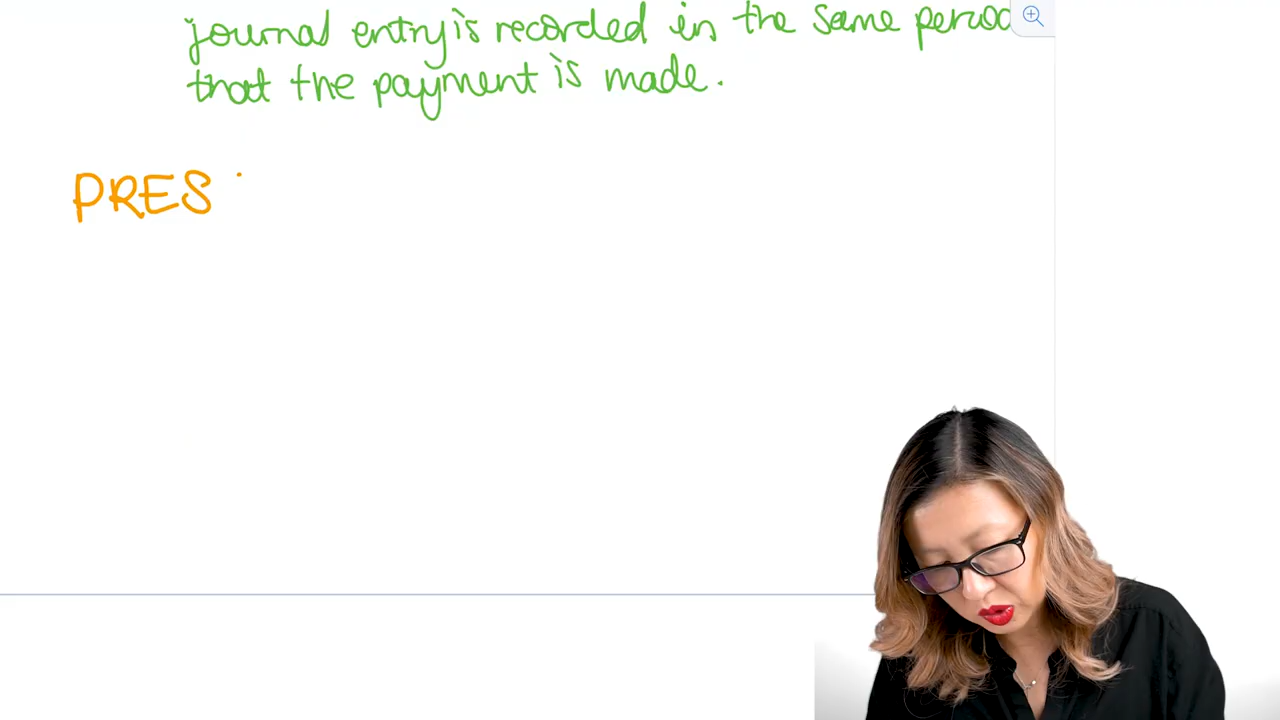 journal entry is recorded in the same period
that the payment is made.
PRES